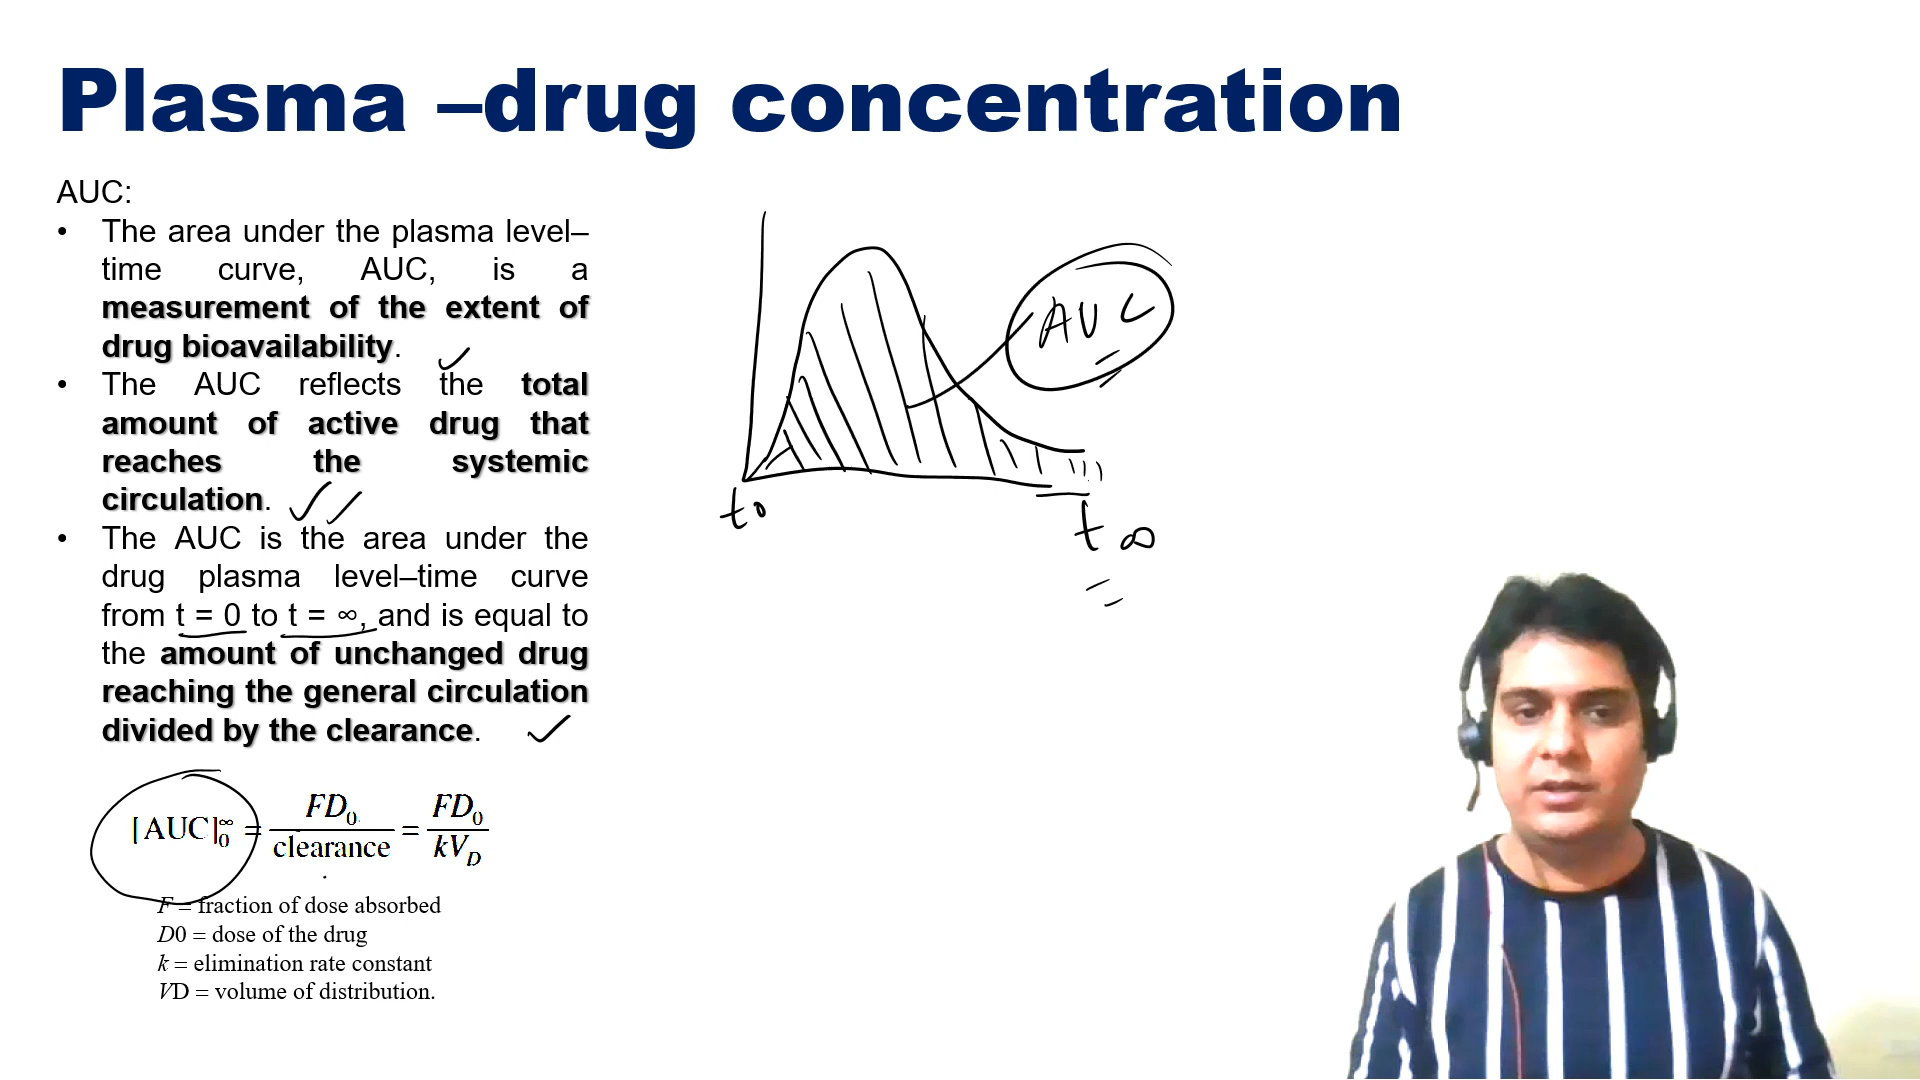 Plasma –drug concentration
AUC:
• The area under the plasma level–
time curve, AUC, is a
measurement of the extent of
drug bioavailability.
• The AUC reflects the total
amount of active drug that
reaches the systemic
circulation.
• The AUC is the area under the
drug plasma level–time curve
from t = 0 to t = ∞, and is equal to
the amount of unchanged drug
reaching the general circulation
divided by the clearance.
[AUC]₀^∞ = FD₀/clearance = FD₀/kV_D
F = fraction of dose absorbed
D0 = dose of the drug
k = elimination rate constant
VD = volume of distribution.
AUC
t0
t∞